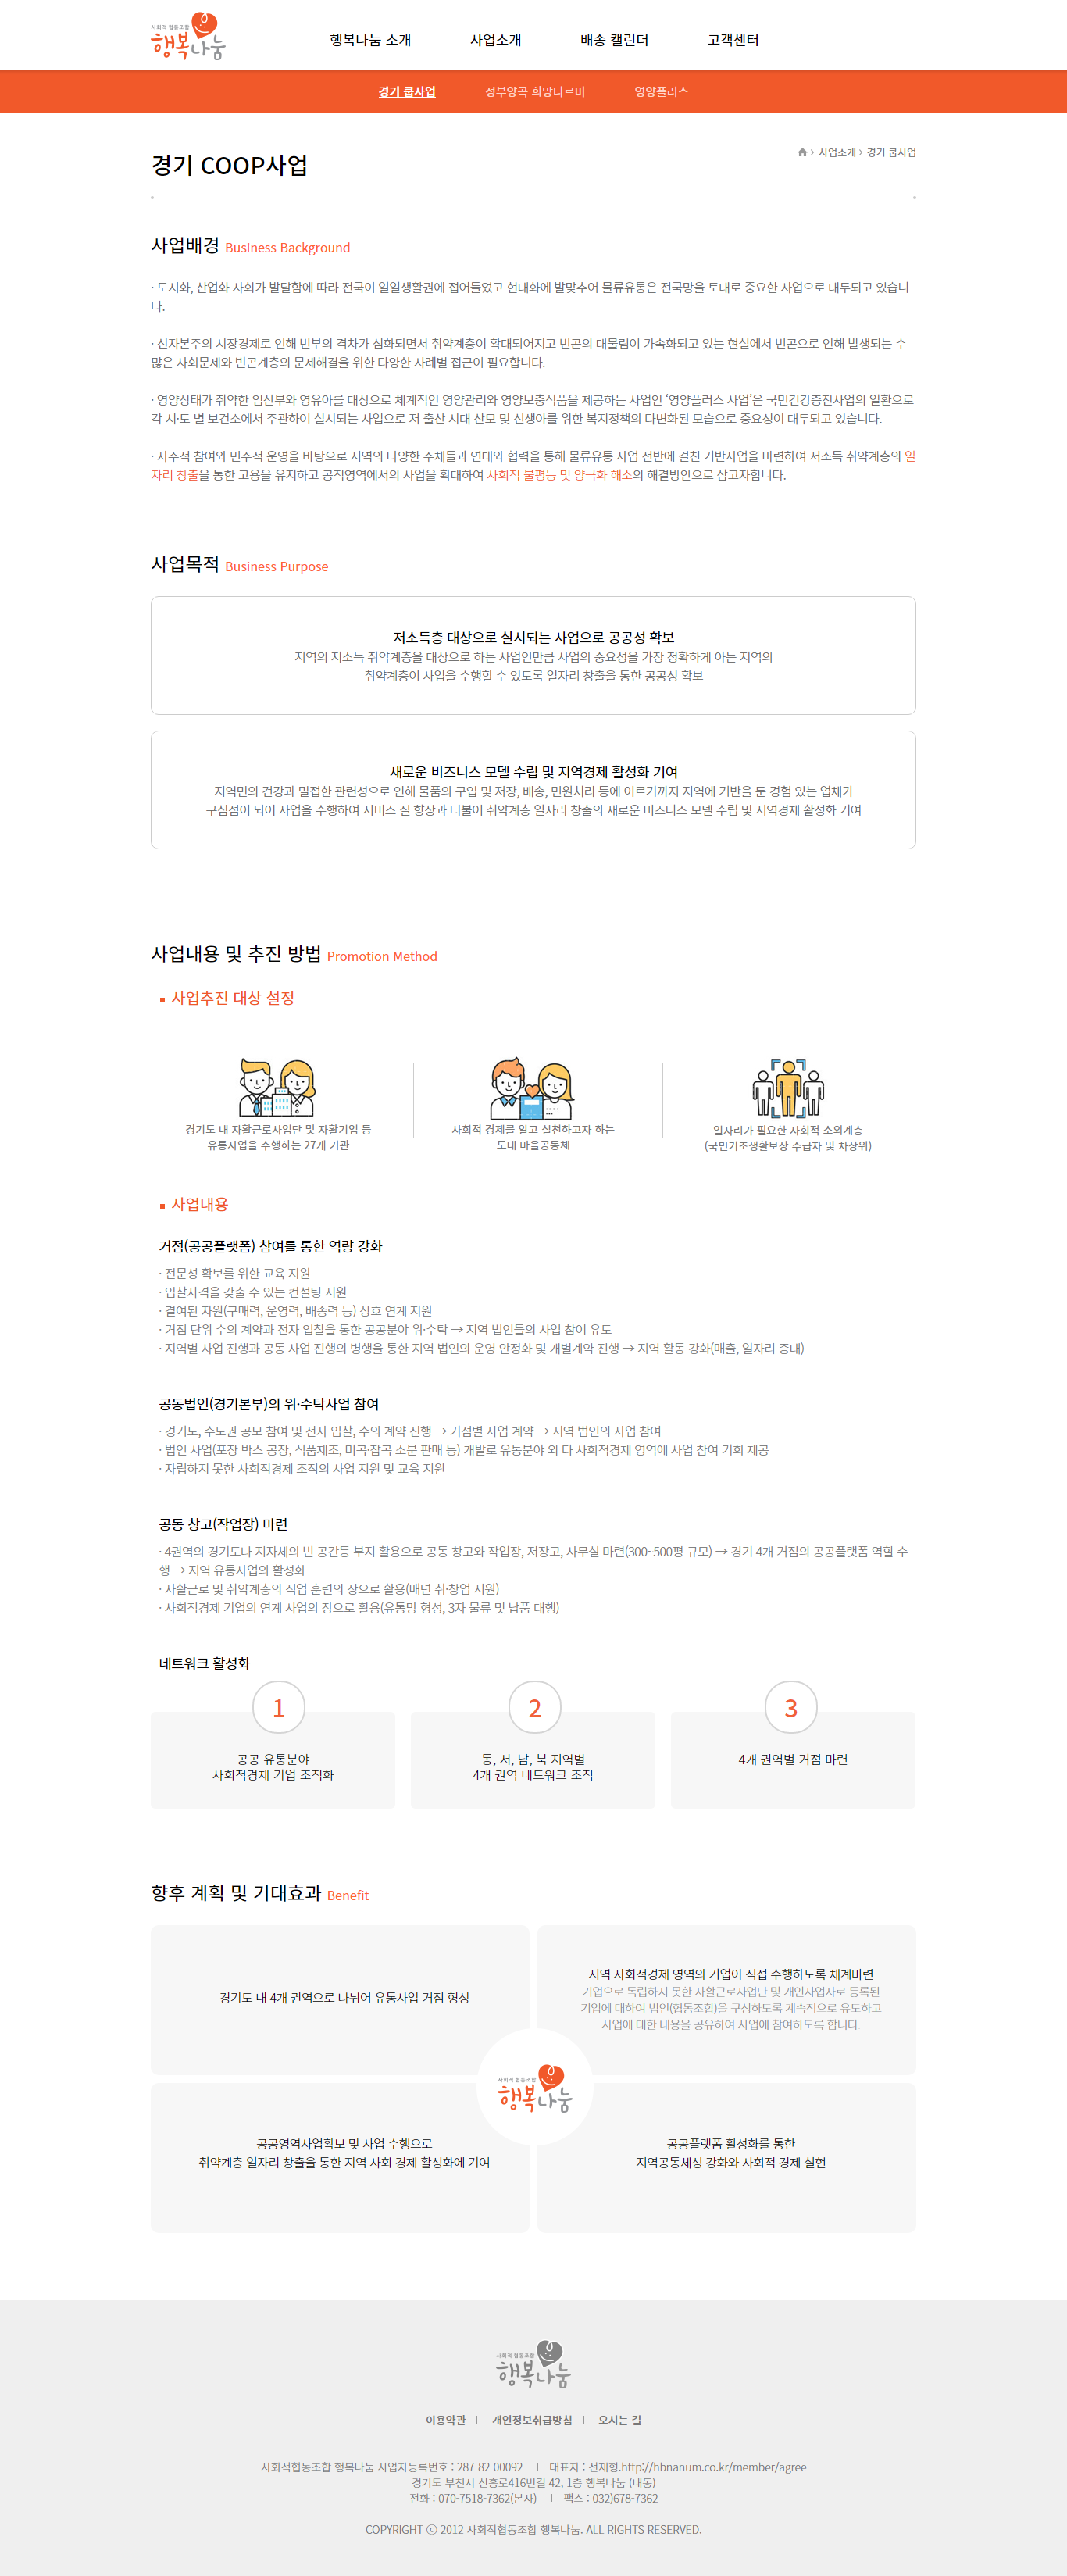 사회적 협동조합
행복나눔
행복나눔 소개 사업소개 배송 캘린더 고객센터
경기 쿱사업 정부양곡 희망나르미 영양플러스
경기 COOP사업
사업소개 > 경기 쿱사업
사업배경 Business Background
· 도시화, 산업화 사회가 발달함에 따라 전국이 일일생활권에 접어들었고 현대화에 발맞추어 물류유통은 전국망을 토대로 중요한 사업으로 대두되고 있습니
다.
· 신자본주의 시장경제로 인해 빈부의 격차가 심화되면서 취약계층이 확대되어지고 빈곤의 대물림이 가속화되고 있는 현실에서 빈곤으로 인해 발생되는 수
많은 사회문제와 빈곤계층의 문제해결을 위한 다양한 사례별 접근이 필요합니다.
· 영양상태가 취약한 임산부와 영유아를 대상으로 체계적인 영양관리와 영양보충식품을 제공하는 사업인 ‘영양플러스 사업’은 국민건강증진사업의 일환으로
각 시·도 별 보건소에서 주관하여 실시되는 사업으로 저 출산 시대 산모 및 신생아를 위한 복지정책의 다변화된 모습으로 중요성이 대두되고 있습니다.
· 자주적 참여와 민주적 운영을 바탕으로 지역의 다양한 주체들과 연대와 협력을 통해 물류유통 사업 전반에 걸친 기반사업을 마련하여 저소득 취약계층의 일
자리 창출을 통한 고용을 유지하고 공적영역에서의 사업을 확대하여 사회적 불평등 및 양극화 해소의 해결방안으로 삼고자합니다.
사업목적 Business Purpose
저소득층 대상으로 실시되는 사업으로 공공성 확보
지역의 저소득 취약계층을 대상으로 하는 사업인만큼 사업의 중요성을 가장 정확하게 아는 지역의
취약계층이 사업을 수행할 수 있도록 일자리 창출을 통한 공공성 확보
새로운 비즈니스 모델 수립 및 지역경제 활성화 기여
지역민의 건강과 밀접한 관련성으로 인해 물품의 구입 및 저장, 배송, 민원처리 등에 이르기까지 지역에 기반을 둔 경험 있는 업체가
구심점이 되어 사업을 수행하여 서비스 질 향상과 더불어 취약계층 일자리 창출의 새로운 비즈니스 모델 수립 및 지역경제 활성화 기여
사업내용 및 추진 방법 Promotion Method
사업추진 대상 설정
경기도 내 자활근로사업단 및 자활기업 등
유통사업을 수행하는 27개 기관
사회적 경제를 알고 실천하고자 하는
도내 마을공동체
일자리가 필요한 사회적 소외계층
(국민기초생활보장 수급자 및 차상위)
사업내용
거점(공공플랫폼) 참여를 통한 역량 강화
· 전문성 확보를 위한 교육 지원
· 입찰자격을 갖출 수 있는 컨설팅 지원
· 결여된 자원(구매력, 운영력, 배송력 등) 상호 연계 지원
· 거점 단위 수의 계약과 전자 입찰을 통한 공공분야 위·수탁 → 지역 법인들의 사업 참여 유도
· 지역별 사업 진행과 공동 사업 진행의 병행을 통한 지역 법인의 운영 안정화 및 개별계약 진행 → 지역 활동 강화(매출, 일자리 증대)
공동법인(경기본부)의 위·수탁사업 참여
· 경기도, 수도권 공모 참여 및 전자 입찰, 수의 계약 진행 → 거점별 사업 계약 → 지역 법인의 사업 참여
· 법인 사업(포장 박스 공장, 식품제조, 미곡·잡곡 소분 판매 등) 개발로 유통분야 외 타 사회적경제 영역에 사업 참여 기회 제공
· 자립하지 못한 사회적경제 조직의 사업 지원 및 교육 지원
공동 창고(작업장) 마련
· 4권역의 경기도나 지자체의 빈 공간등 부지 활용으로 공동 창고와 작업장, 저장고, 사무실 마련(300~500평 규모) → 경기 4개 거점의 공공플랫폼 역할 수
행 → 지역 유통사업의 활성화
· 자활근로 및 취약계층의 직업 훈련의 장으로 활용(매년 취·창업 지원)
· 사회적경제 기업의 연계 사업의 장으로 활용(유통망 형성, 3자 물류 및 납품 대행)
네트워크 활성화
1
공공 유통분야
사회적경제 기업 조직화
2
동, 서, 남, 북 지역별
4개 권역 네드워크 조직
3
4개 권역별 거점 마련
향후 계획 및 기대효과 Benefit
경기도 내 4개 권역으로 나뉘어 유통사업 거점 형성
지역 사회적경제 영역의 기업이 직접 수행하도록 체계마련
기업으로 독립하지 못한 자활근로사업단 및 개인사업자로 등록된
기업에 대하여 법인(협동조합)을 구성하도록 계속적으로 유도하고
사업에 대한 내용을 공유하여 사업에 참여하도록 합니다.
사회적 협동조합
행복나눔
공공영역사업확보 및 사업 수행으로
취약계층 일자리 창출을 통한 지역 사회 경제 활성화에 기여
공공플랫폼 활성화를 통한
지역공동체성 강화와 사회적 경제 실현
사회적 협동조합
행복나눔
이용약관 개인정보취급방침 오시는 길
사회적협동조합 행복나눔 사업자등록번호 : 287-82-00092 대표자 : 전재형.http://hbnanum.co.kr/member/agree
경기도 부천시 신흥로416번길 42, 1층 행복나눔 (내동)
전화 : 070-7518-7362(본사) 팩스 : 032)678-7362
COPYRIGHT ⓒ 2012 사회적협동조합 행복나눔. ALL RIGHTS RESERVED.